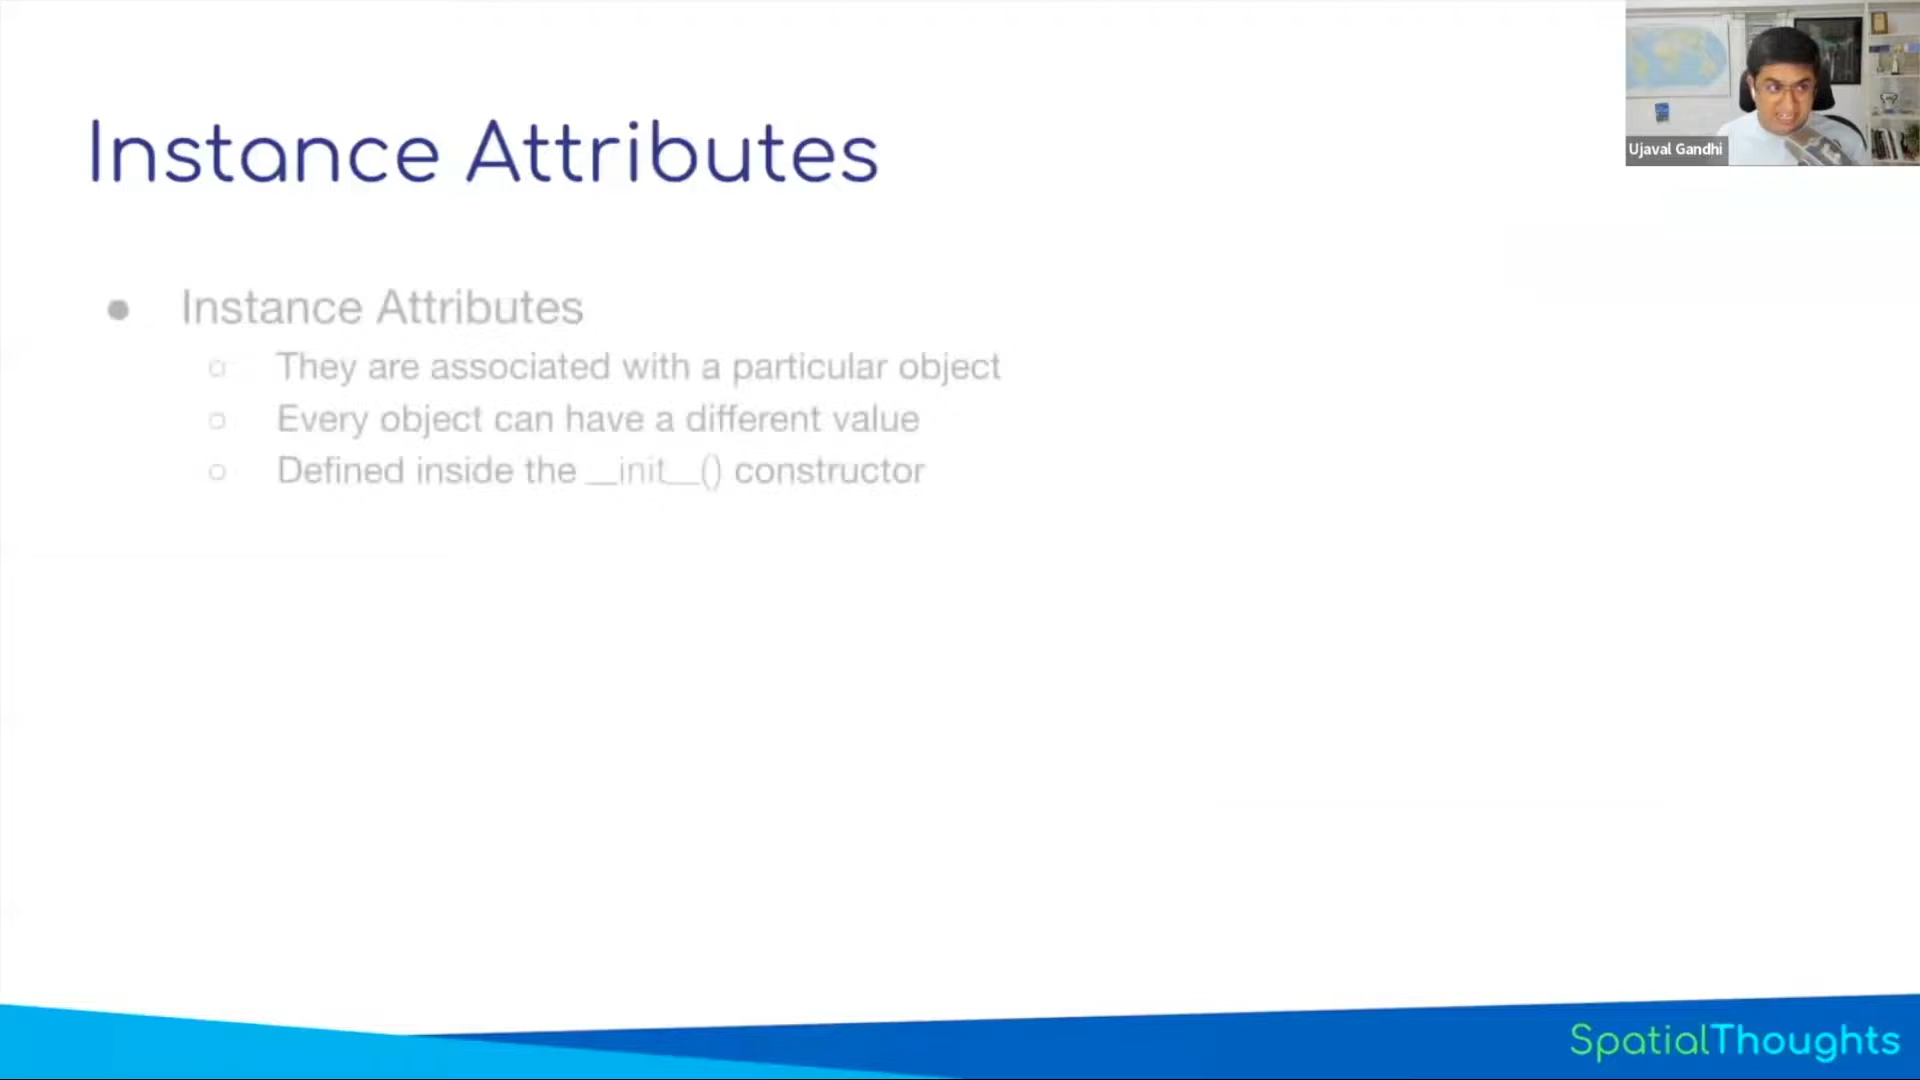 Instance Attributes
Ujaval Gandhi
● Instance Attributes
○ They are associated with a particular object
○ Every object can have a different value
○ Defined inside the __init__() constructor
SpatialThoughts